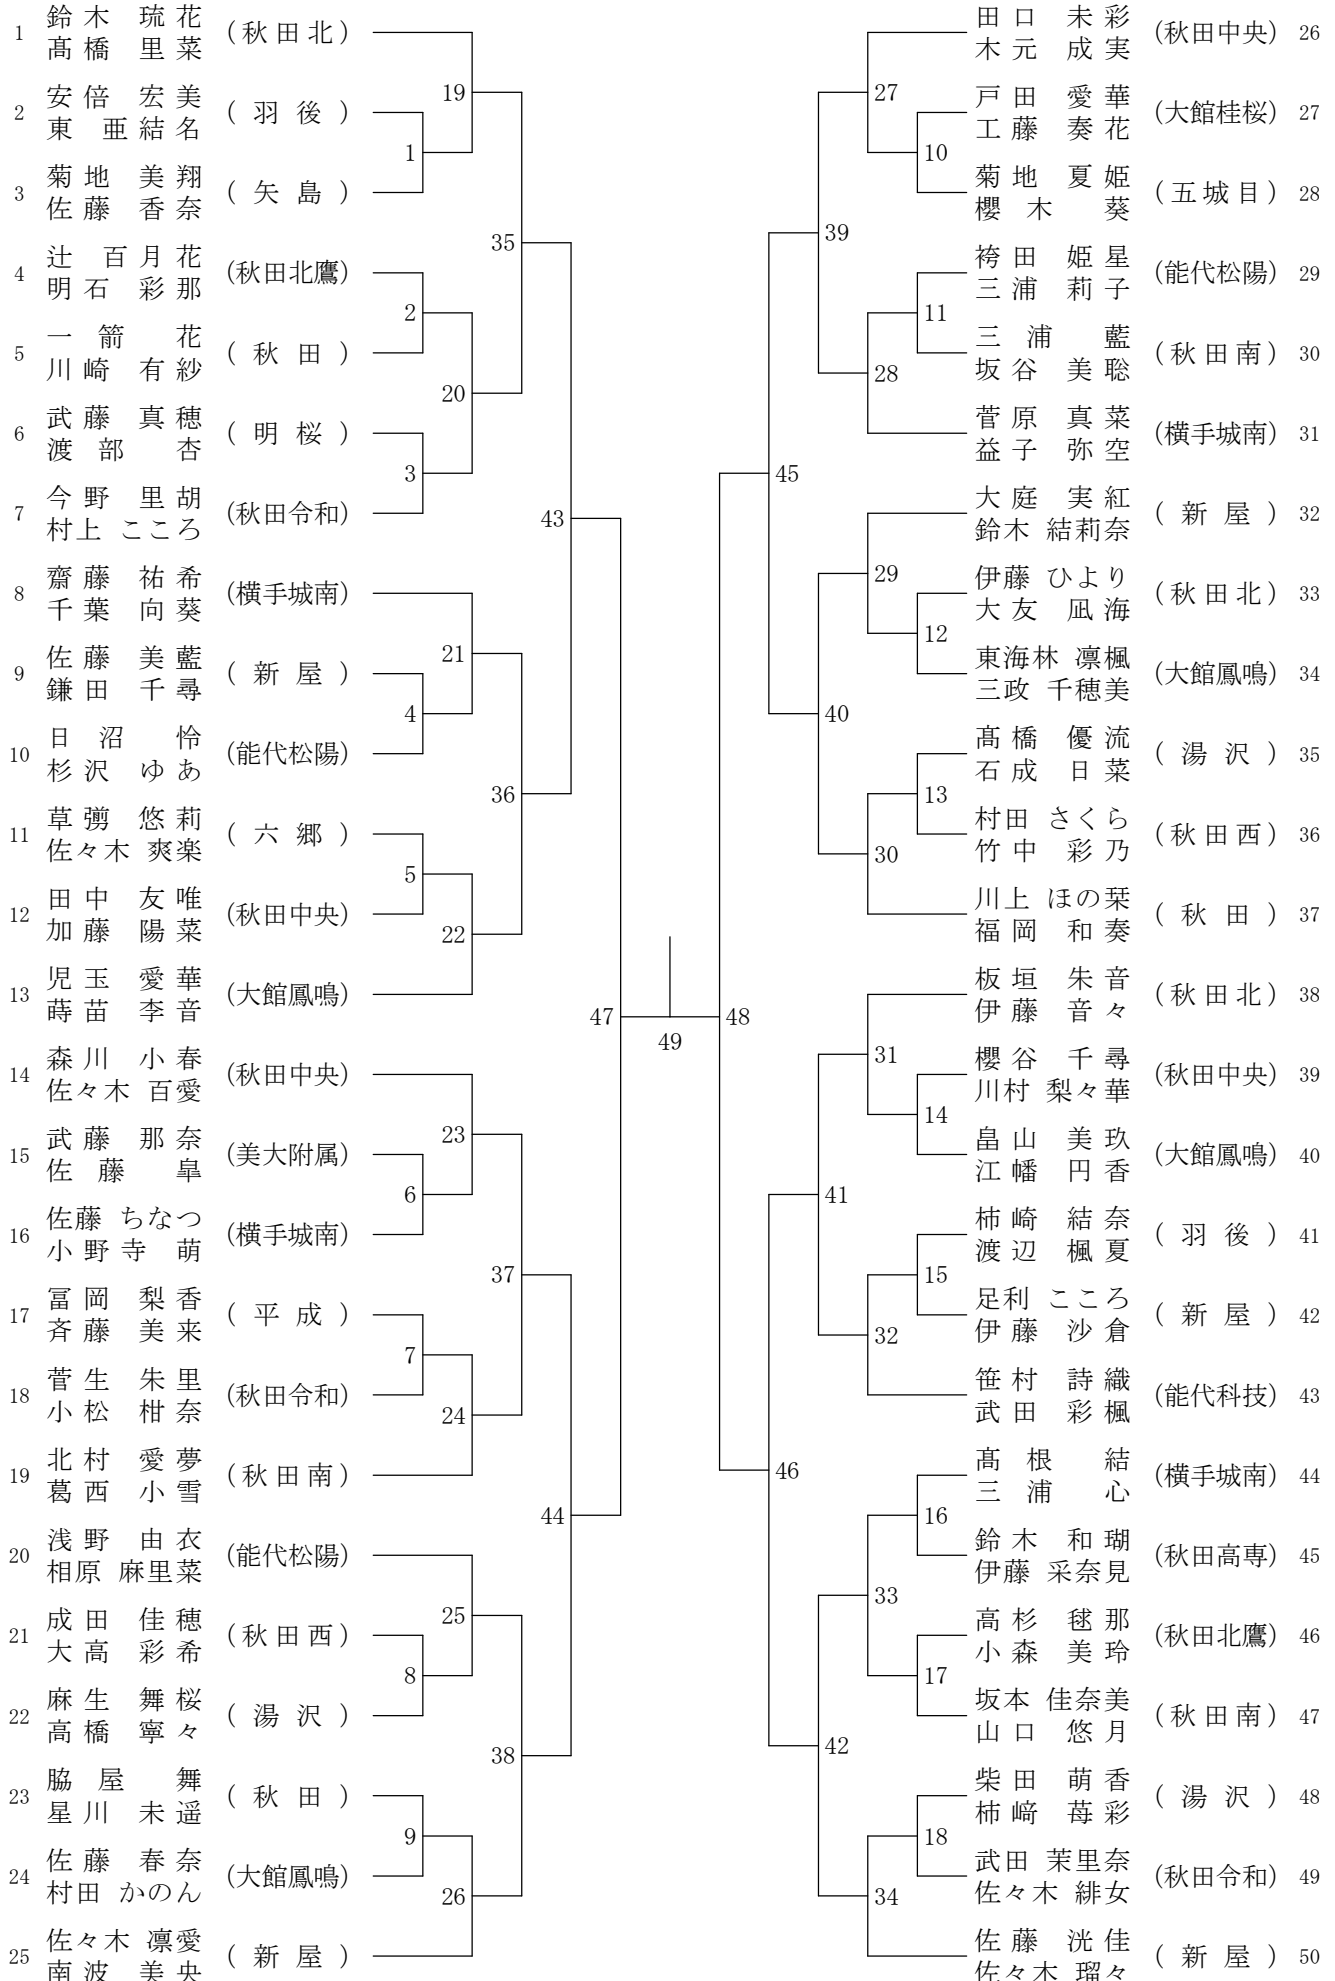 1 鈴木 琉花 (秋田北)
髙橋 里菜
2 安倍 宏美 (羽後)
東 亜結名
3 菊地 美翔 (矢島)
佐藤 香奈
4 辻 百月花 (秋田北鷹)
明石 彩那
5 一箭 花 (秋田)
川崎 有紗
6 武藤 真穂 (明桜)
渡部 杏
7 今野 里胡 (秋田令和)
村上 こころ
8 齋藤 祐希 (横手城南)
千葉 向葵
9 佐藤 美藍 (新屋)
鎌田 千尋
10 日沼 怜 (能代松陽)
杉沢 ゆあ
11 草彅 悠莉 (六郷)
佐々木 爽楽
12 田中 友唯 (秋田中央)
加藤 陽菜
13 児玉 愛華 (大館鳳鳴)
蒔苗 李音
14 森川 小春 (秋田中央)
佐々木 百愛
15 武藤 那奈 (美大附属)
佐藤 皐
16 佐藤 ちなつ (横手城南)
小野寺 萌
17 冨岡 梨香 (平成)
斉藤 美来
18 菅生 朱里 (秋田令和)
小松 柑奈
19 北村 愛夢 (秋田南)
葛西 小雪
20 浅野 由衣 (能代松陽)
相原 麻里菜
21 成田 佳穂 (秋田西)
大高 彩希
22 麻生 舞桜 (湯沢)
高橋 寧々
23 脇屋 舞 (秋田)
星川 未遥
24 佐藤 春奈 (大館鳳鳴)
村田 かのん
25 佐々木 凛愛 (新屋)
南波 美央
1
2
3
4
5
6
7
8
9
19
20
21
22
23
24
25
26
35
36
37
38
43
44
47
49
48
45
46
39
40
41
42
27
28
29
30
31
32
33
34
10
11
12
13
14
15
16
17
18
田口 未彩 (秋田中央) 26
木元 成実
戸田 愛華 (大館桂桜) 27
工藤 奏花
菊地 夏姫 (五城目) 28
櫻木 葵
袴田 姫星 (能代松陽) 29
三浦 莉子
三浦 藍 (秋田南) 30
坂谷 美聡
菅原 真菜 (横手城南) 31
益子 弥空
大庭 実紅 (新屋) 32
鈴木 結莉奈
伊藤 ひより (秋田北) 33
大友 凪海
東海林 凛楓 (大館鳳鳴) 34
三政 千穂美
髙橋 優流 (湯沢) 35
石成 日菜
村田 さくら (秋田西) 36
竹中 彩乃
川上 ほの栞 (秋田) 37
福岡 和奏
板垣 朱音 (秋田北) 38
伊藤 音々
櫻谷 千尋 (秋田中央) 39
川村 梨々華
畠山 美玖 (大館鳳鳴) 40
江幡 円香
柿崎 結奈 (羽後) 41
渡辺 楓夏
足利 こころ (新屋) 42
伊藤 沙倉
笹村 詩織 (能代科技) 43
武田 彩楓
髙根 結 (横手城南) 44
三浦 心
鈴木 和瑚 (秋田高専) 45
伊藤 采奈見
高杉 毬那 (秋田北鷹) 46
小森 美玲
坂本 佳奈美 (秋田南) 47
山口 悠月
柴田 萌香 (湯沢) 48
柿﨑 苺彩
武田 茉里奈 (秋田令和) 49
佐々木 緋女
佐藤 洸佳 (新屋) 50
佐々木 瑠々